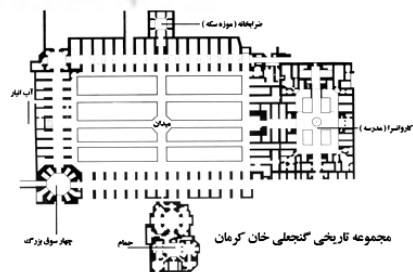 ضرابخانه ( موزه سکه )
آب انبار
میدان
کاروانسرا ( مدرسه )
چهار سوق بزرگ
حمام
مجموعه تاریخی گنجعلی خان کرمان